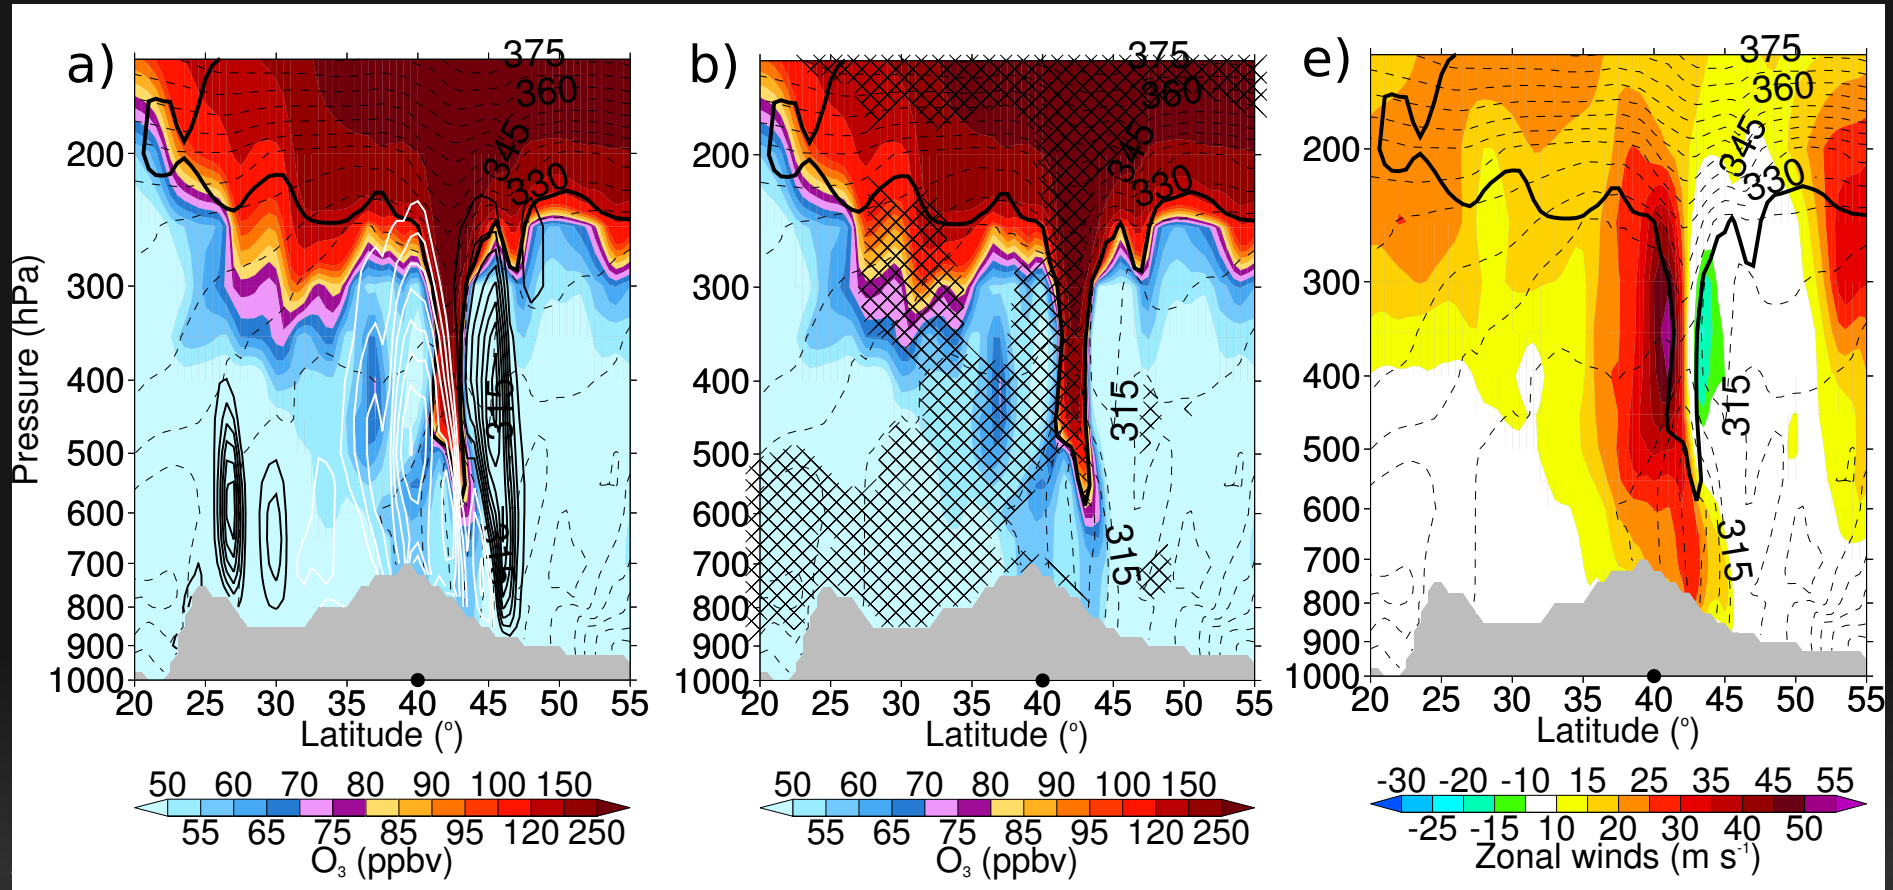 a)
375
360
345
330
315
315
200
300
400
500
600
700
800
900
1000
Pressure (hPa)
20 25 30 35 40 45 50 55
Latitude (°)
50 60 70 80 90 100 150
55 65 75 85 95 120 250
O₃ (ppbv)
b)
375
360
345
330
315
315
200
300
400
500
600
700
800
900
1000
20 25 30 35 40 45 50 55
Latitude (°)
50 60 70 80 90 100 150
55 65 75 85 95 120 250
O₃ (ppbv)
e)
375
360
345
330
315
315
200
300
400
500
600
700
800
900
1000
20 25 30 35 40 45 50 55
Latitude (°)
-30 -20 -10 15 25 35 45 55
-25 -15 10 20 30 40 50
Zonal winds (m s⁻¹)